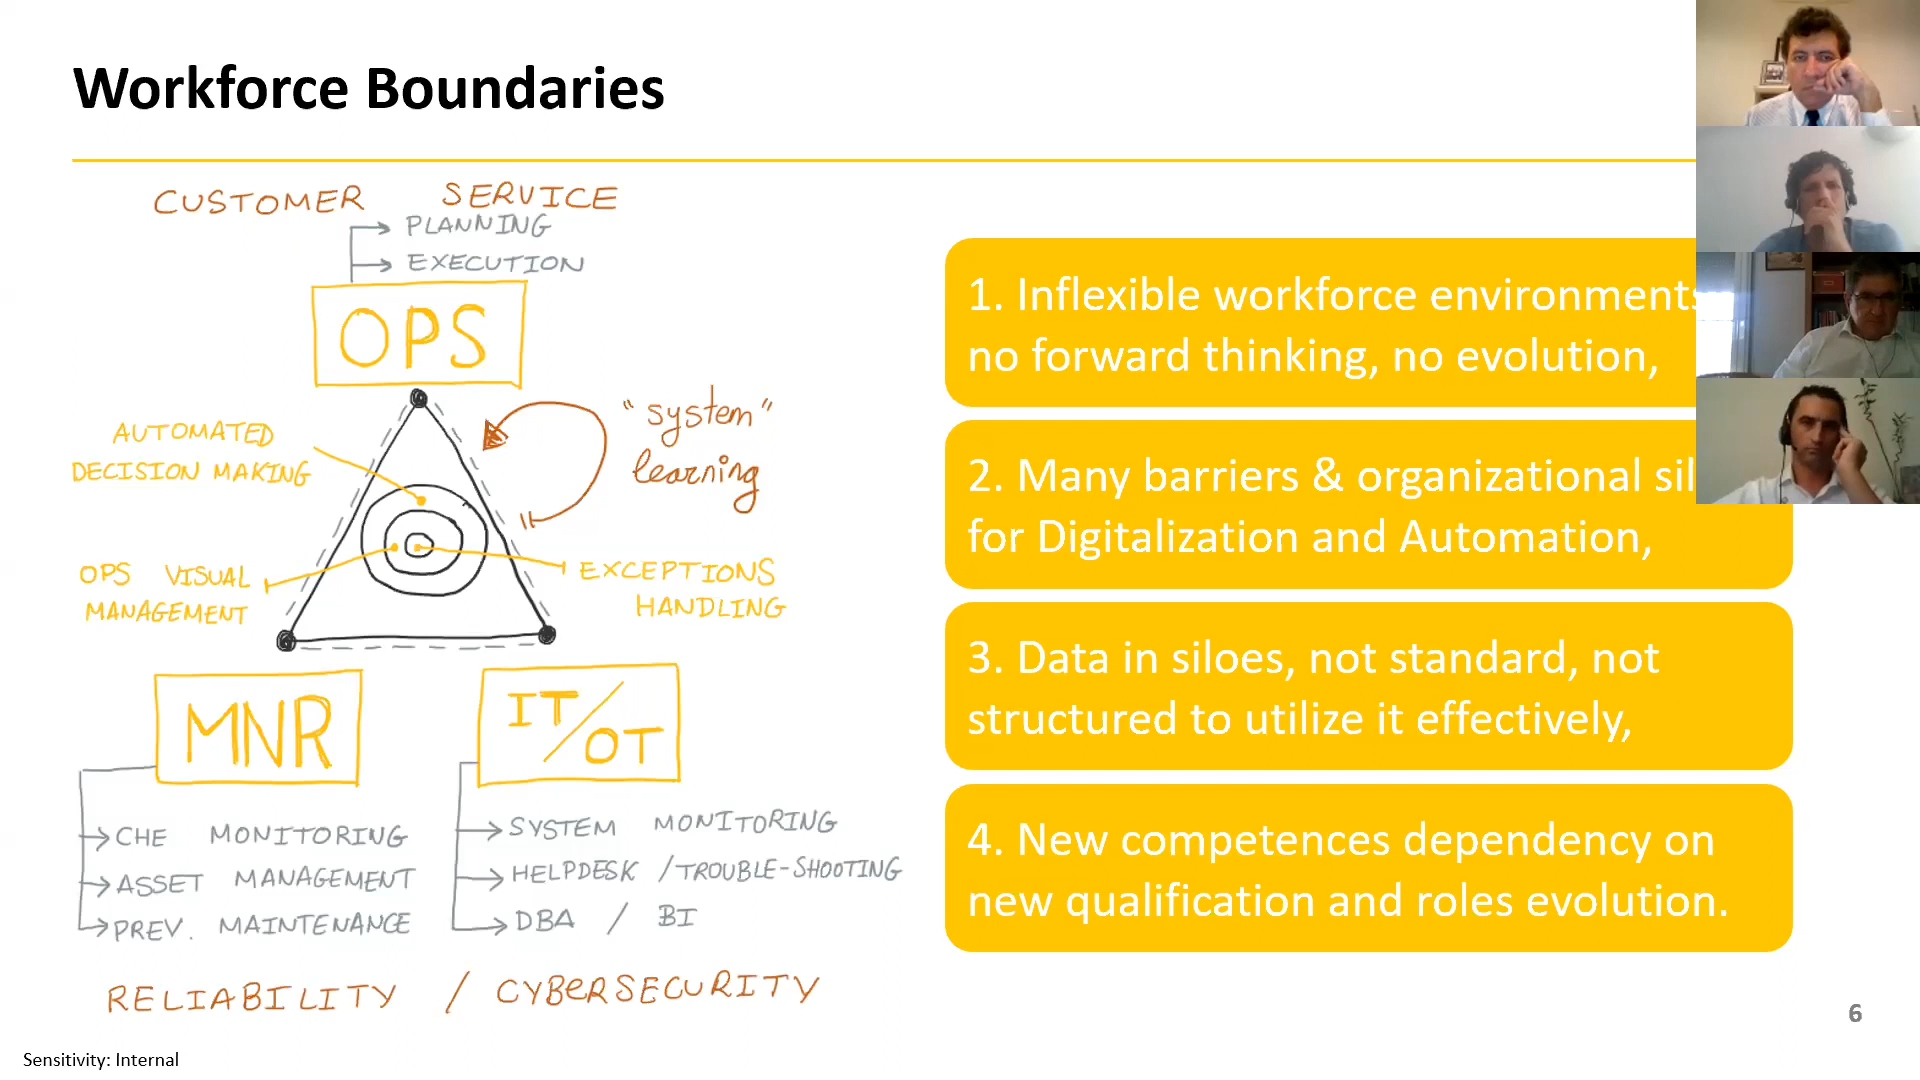 Workforce Boundaries
CUSTOMER SERVICE
PLANNING
EXECUTION
OPS
"system"
learning
AUTOMATED
DECISION MAKING
OPS VISUAL
MANAGEMENT
EXCEPTIONS
HANDLING
MNR
IT/OT
CHE MONITORING
ASSET MANAGEMENT
PREV. MAINTENANCE
SYSTEM MONITORING
HELPDESK / TROUBLE-SHOOTING
DBA / BI
RELIABILITY / CYBERSECURITY
1. Inflexible workforce environments
no forward thinking, no evolution,
2. Many barriers & organizational
for Digitalization and Automation,
3. Data in siloes, not standard, not
structured to utilize it effectively,
4. New competences dependency on
new qualification and roles evolution.
6
Sensitivity: Internal